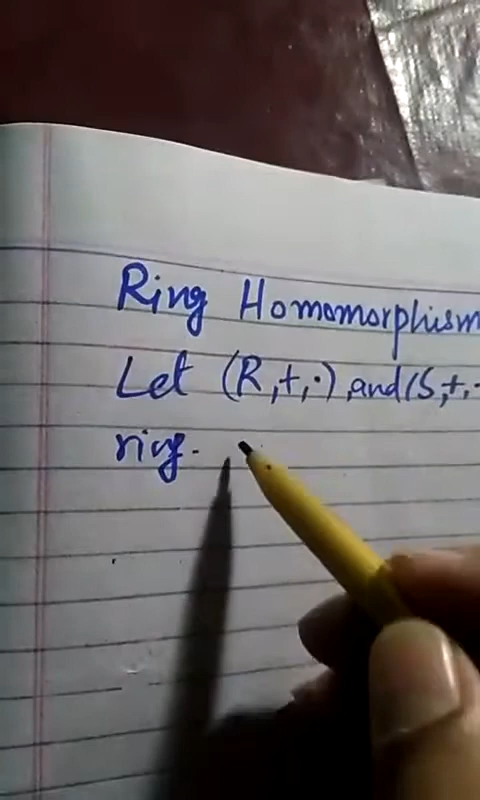 Ring Homomorphism
Let (R,+,·) and (S,+,·
ring.